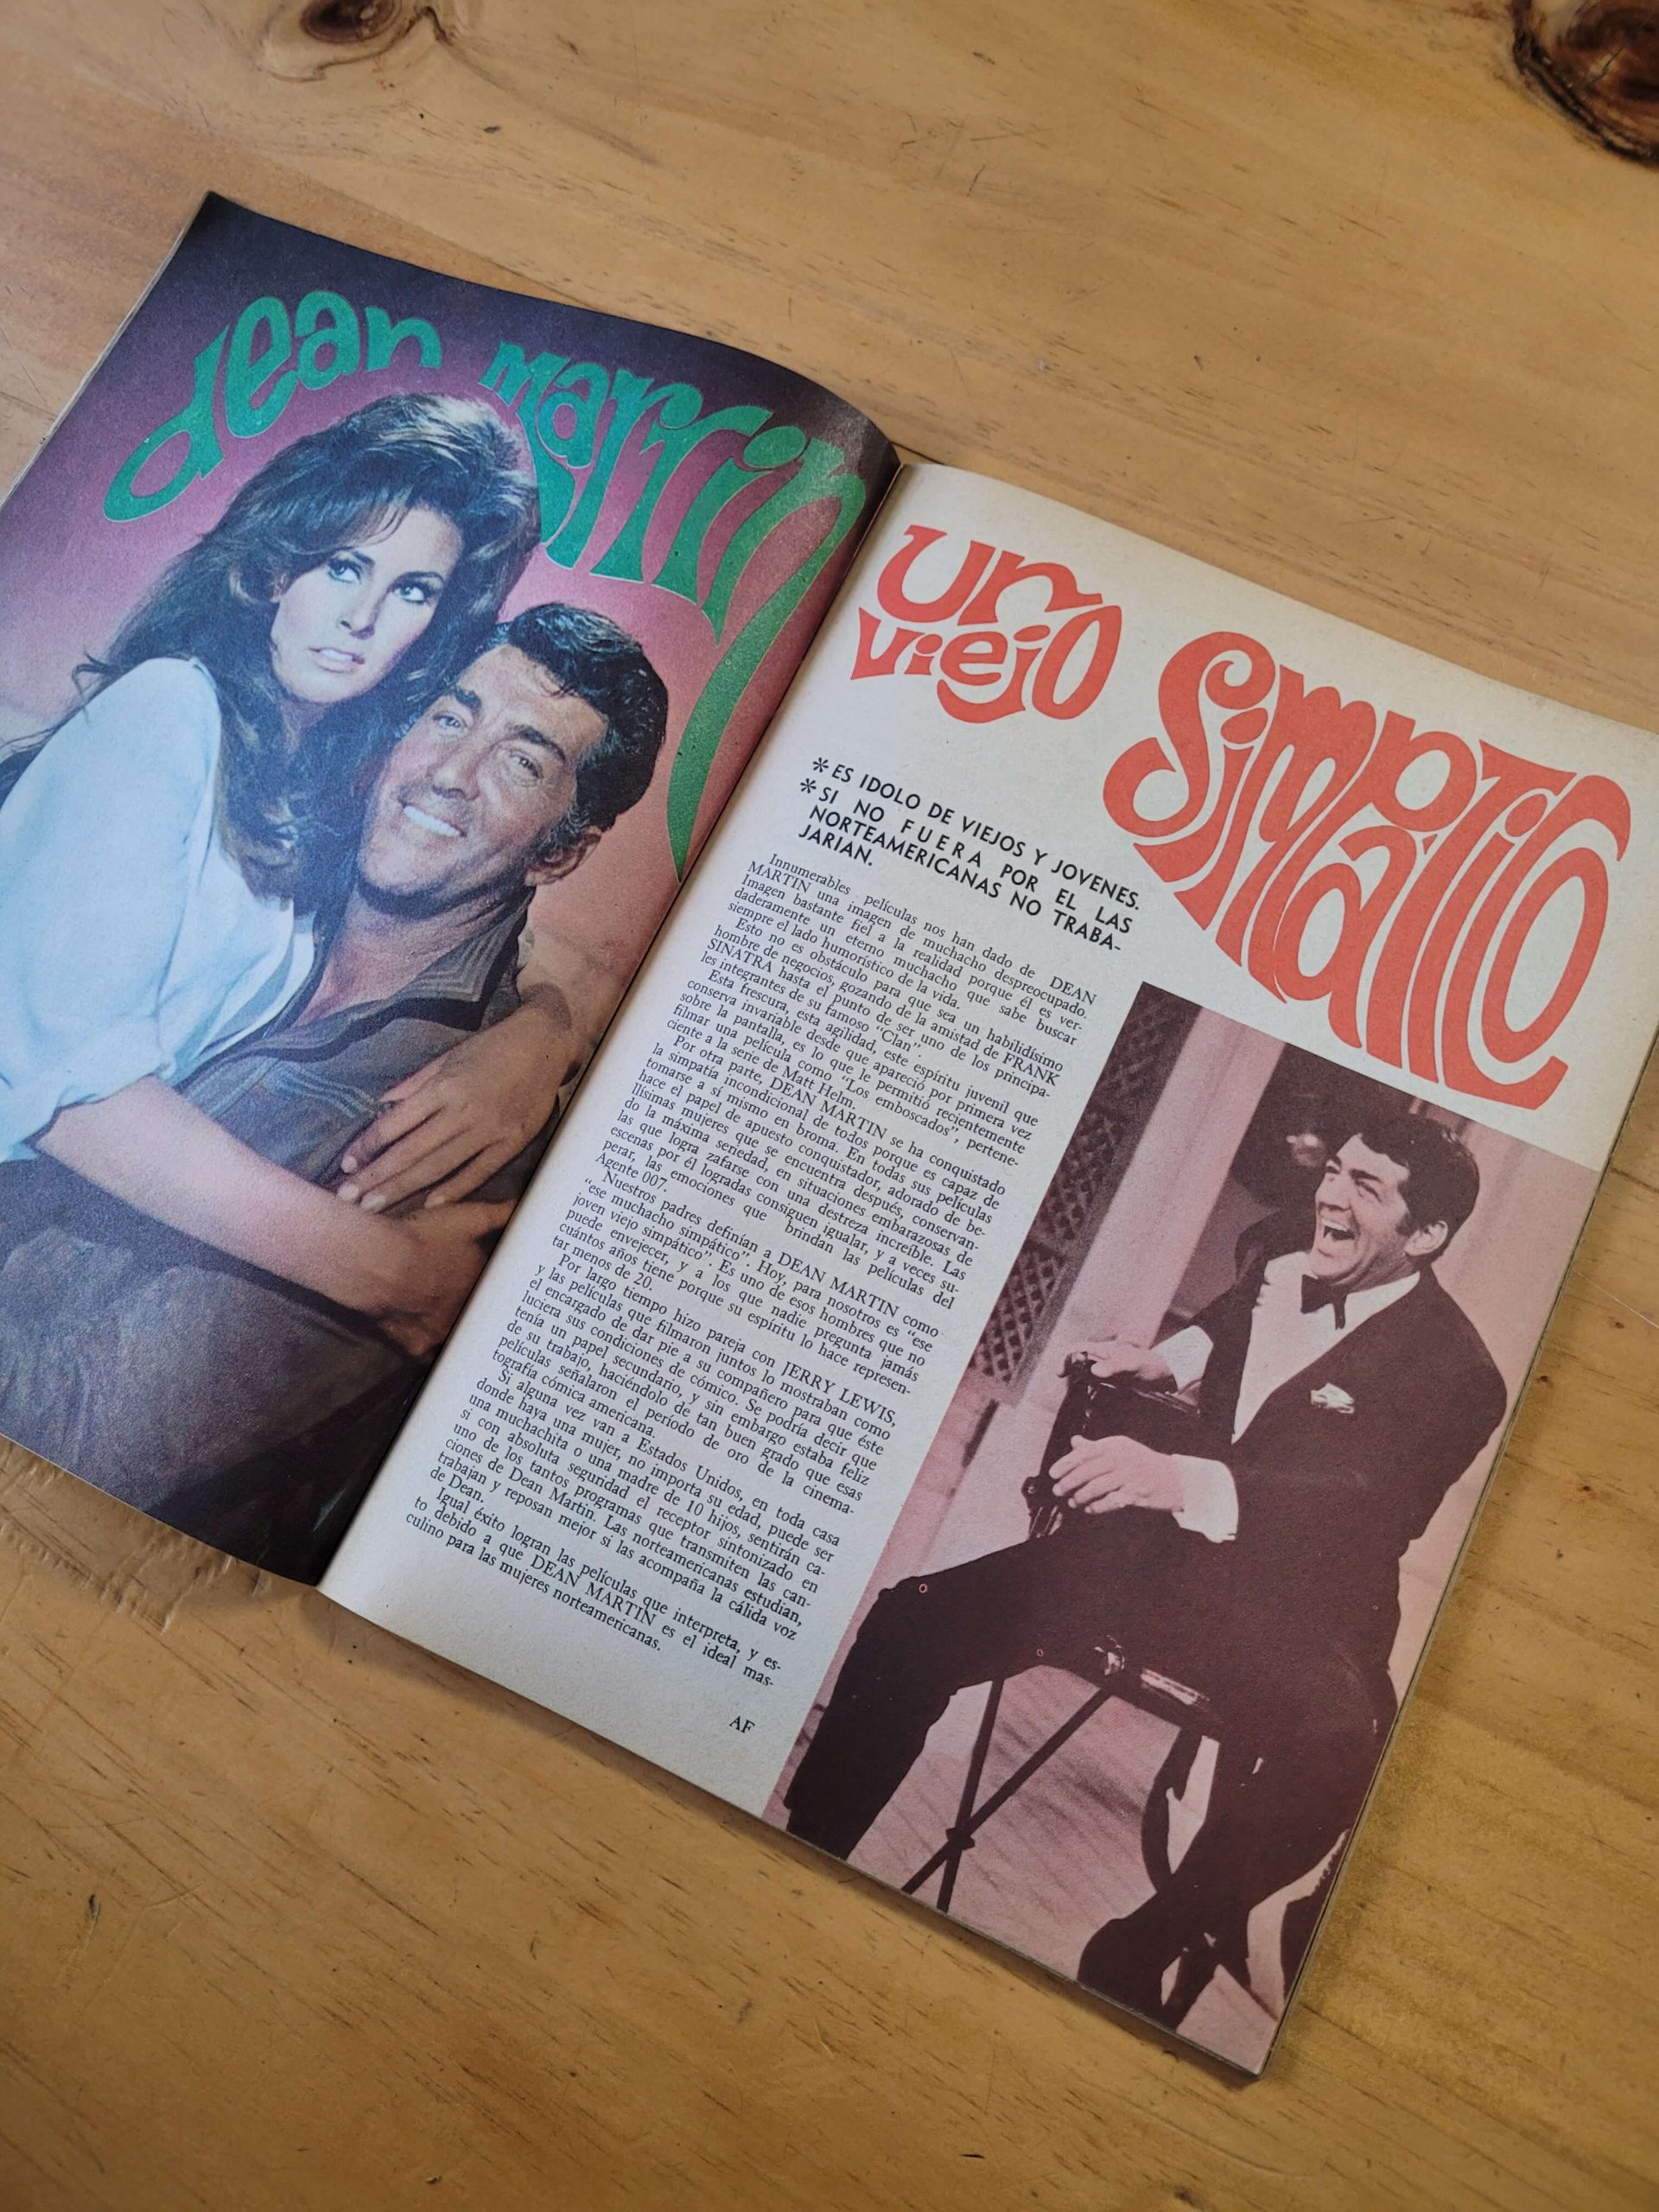 dean martin
un
viejo
simpático
* ES IDOLO DE VIEJOS Y JOVENES.
* SI NO FUERA POR EL LAS
NORTEAMERICANAS NO TRABA-
JARIAN.
Innumerables películas nos han dado de DEAN
MARTIN una imagen de muchacho despreocupado.
Imagen bastante fiel a la realidad porque él es ver-
daderamente un eterno muchacho que sabe buscar
siempre el lado humorístico de la vida.
Esto no es obstáculo para que sea un habilidísimo
hombre de negocios, gozando de la amistad de FRANK
SINATRA hasta el punto de ser uno de los principa-
les integrantes de su famoso "Clan".
Esta frescura, esta agilidad, este espíritu juvenil que
conserva invariable desde que apareció por primera vez
sobre la pantalla, es lo que le permitió recientemente
filmar una película como "Los emboscados", pertene-
ciente a la serie de Matt Helm.
Por otra parte, DEAN MARTIN se ha conquistado
la simpatía incondicional de todos porque es capaz de
tomarse a sí mismo en broma. En todas sus películas
hace el papel de apuesto conquistador, adorado de be-
llísimas mujeres que se encuentra después, conservan-
do la máxima seriedad, en situaciones embarazosas de
las que logra zafarse con una destreza increíble. Las
escenas por él logradas consiguen igualar, y a veces su-
perar, las emociones que brindan las películas del
Agente 007.
Nuestros padres definían a DEAN MARTIN como
"ese muchacho simpático". Hoy, para nosotros es "ese
joven viejo simpático". Es uno de esos hombres que no
puede envejecer, y a los que nadie pregunta jamás
cuántos años tiene porque su espíritu lo hace represen-
tar menos de 20.
Por largo tiempo hizo pareja con JERRY LEWIS,
y las películas que filmaron juntos lo mostraban como
el encargado de dar pie a su compañero para que éste
luciera sus condiciones de cómico. Se podría decir que
tenía un papel secundario, y sin embargo estaba feliz
de su trabajo, haciéndolo de tan buen grado que esas
películas señalaron el período de oro de la cinema-
tografía cómica americana.
Si alguna vez van a Estados Unidos, en toda casa
donde haya una mujer, no importa su edad, puede ser
una muchachita o una madre de 10 hijos, sentirán ca-
si con absoluta seguridad el receptor sintonizado en
uno de los tantos programas que transmiten las can-
ciones de Dean Martin. Las norteamericanas estudian,
trabajan y reposan mejor si las acompaña la cálida voz
de Dean.
Igual éxito logran las películas que interpreta, y es-
to debido a que DEAN MARTIN es el ideal mas-
culino para las mujeres norteamericanas.
AF